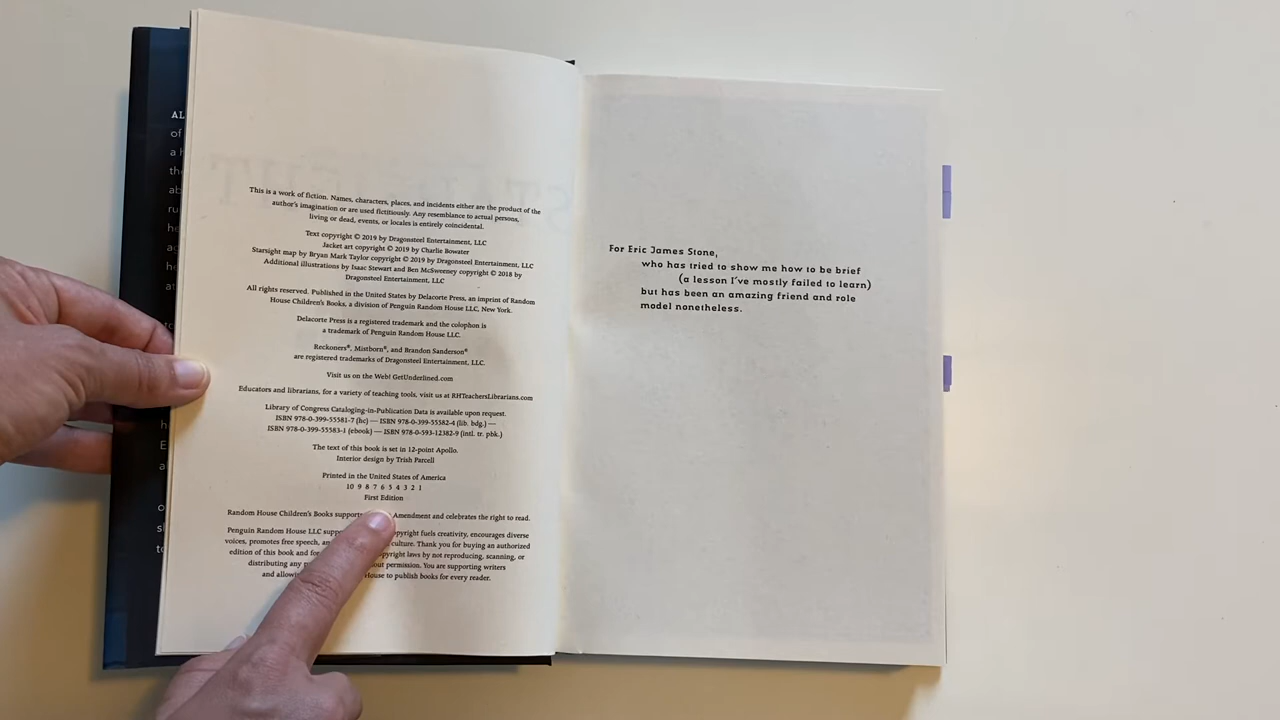 AL
of
a h
the
ab
ru
he
ac
he
at
This is a work of fiction. Names, characters, places, and incidents either are the product of the
author's imagination or are used fictitiously. Any resemblance to actual persons,
living or dead, events, or locales is entirely coincidental.
Text copyright © 2019 by Dragonsteel Entertainment, LLC
Jacket art copyright © 2019 by Charlie Bowater
Starsight map by Bryan Mark Taylor copyright © 2019 by Dragonsteel Entertainment, LLC
Additional illustrations by Isaac Stewart and Ben McSweeney copyright © 2018 by
Dragonsteel Entertainment, LLC
All rights reserved. Published in the United States by Delacorte Press, an imprint of Random
House Children's Books, a division of Penguin Random House LLC, New York.
Delacorte Press is a registered trademark and the colophon is
a trademark of Penguin Random House LLC.
Reckoners®, Mistborn®, and Brandon Sanderson®
are registered trademarks of Dragonsteel Entertainment, LLC.
Visit us on the Web! GetUnderlined.com
Educators and librarians, for a variety of teaching tools, visit us at RHTeachersLibrarians.com
Library of Congress Cataloging-in-Publication Data is available upon request.
ISBN 978-0-399-55581-7 (hc) — ISBN 978-0-399-55582-4 (lib. bdg.) —
ISBN 978-0-399-55583-1 (ebook) — ISBN 978-0-593-12382-9 (intl. tr. pbk.)
The text of this book is set in 12-point Apollo.
Interior design by Trish Parcell
Printed in the United States of America
10 9 8 7 6 5 4 3 2 1
First Edition
Random House Children's Books supports Amendment and celebrates the right to read.
Penguin Random House LLC supp opyright fuels creativity, encourages diverse
voices, promotes free speech, an culture. Thank you for buying an authorized
edition of this book and for opyright laws by not reproducing, scanning, or
distributing any p out permission. You are supporting writers
and allowi House to publish books for every reader.
For Eric James Stone,
who has tried to show me how to be brief
(a lesson I've mostly failed to learn)
but has been an amazing friend and role
model nonetheless.